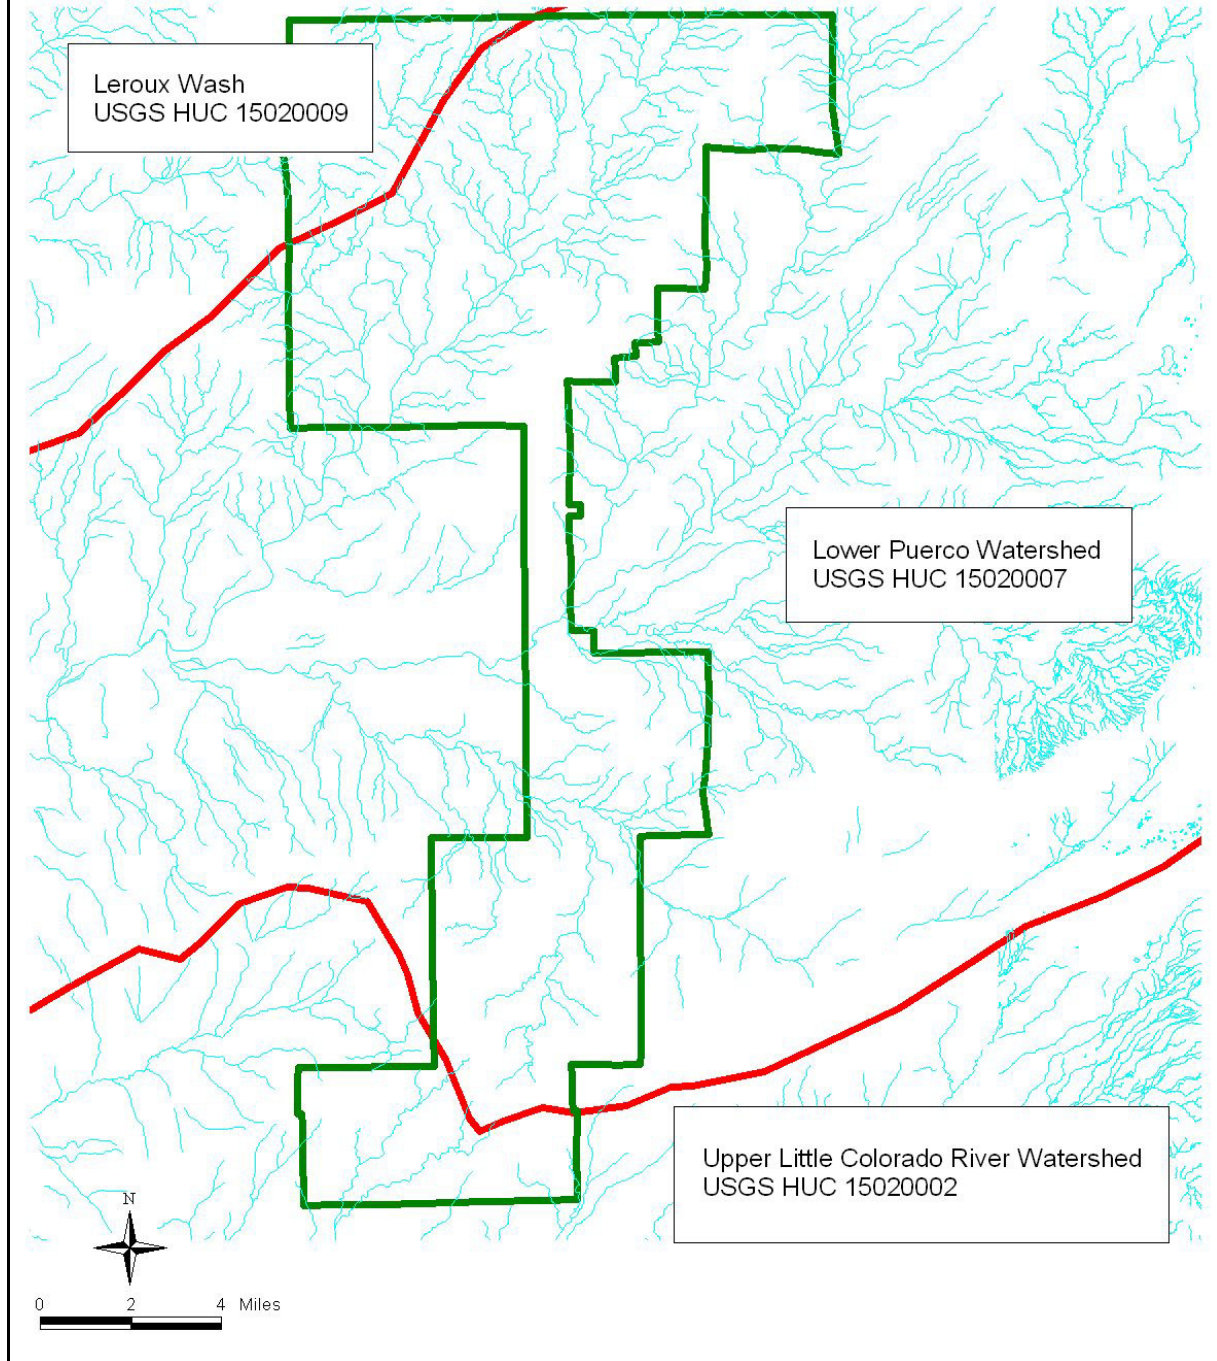 Leroux Wash
USGS HUC 15020009
Lower Puerco Watershed
USGS HUC 15020007
Upper Little Colorado River Watershed
USGS HUC 15020002
N
0 2 4 Miles